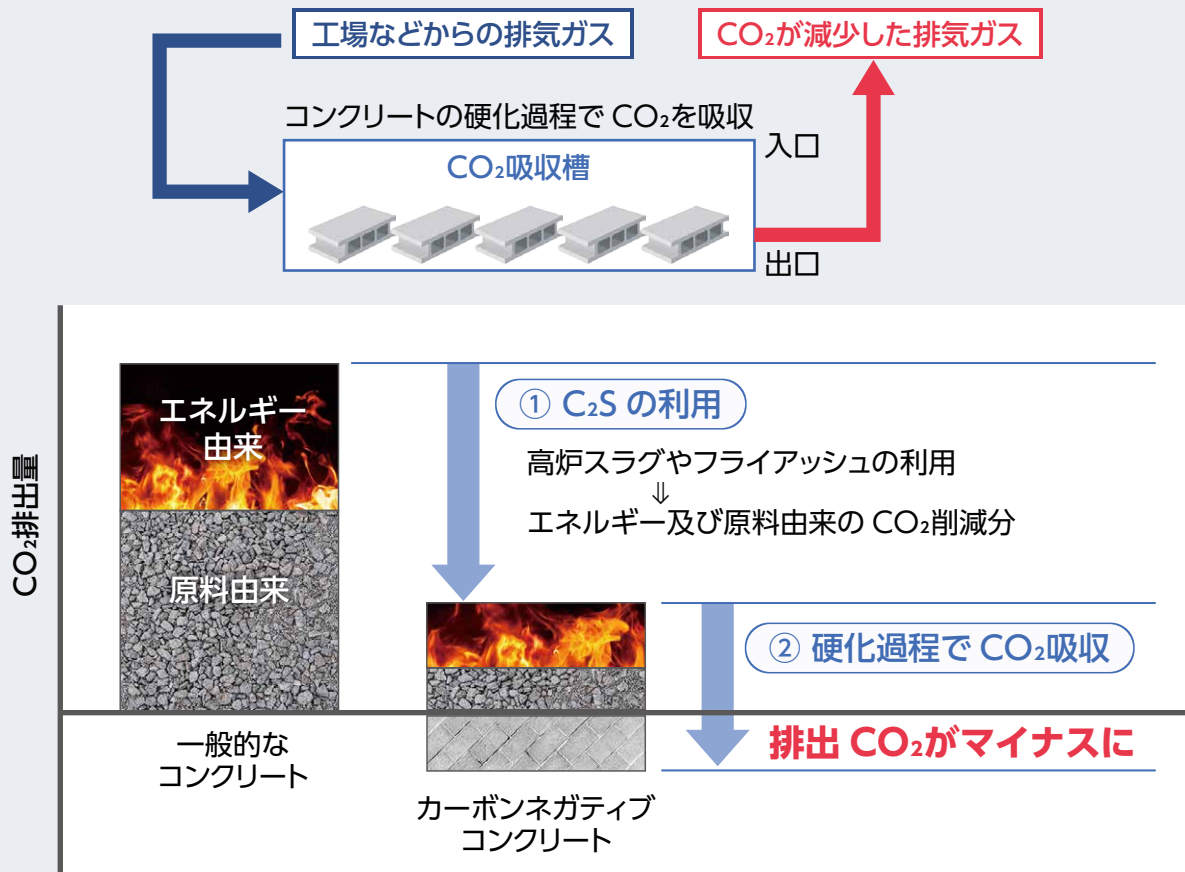 工場などからの排気ガス
CO₂が減少した排気ガス
コンクリートの硬化過程で CO₂を吸収
入口
CO₂吸収槽
出口
CO₂排出量
エネルギー
由来
原料由来
① C₂S の利用
高炉スラグやフライアッシュの利用
⇓
エネルギー及び原料由来の CO₂削減分
② 硬化過程で CO₂吸収
排出 CO₂がマイナスに
一般的な
コンクリート
カーボンネガティブ
コンクリート